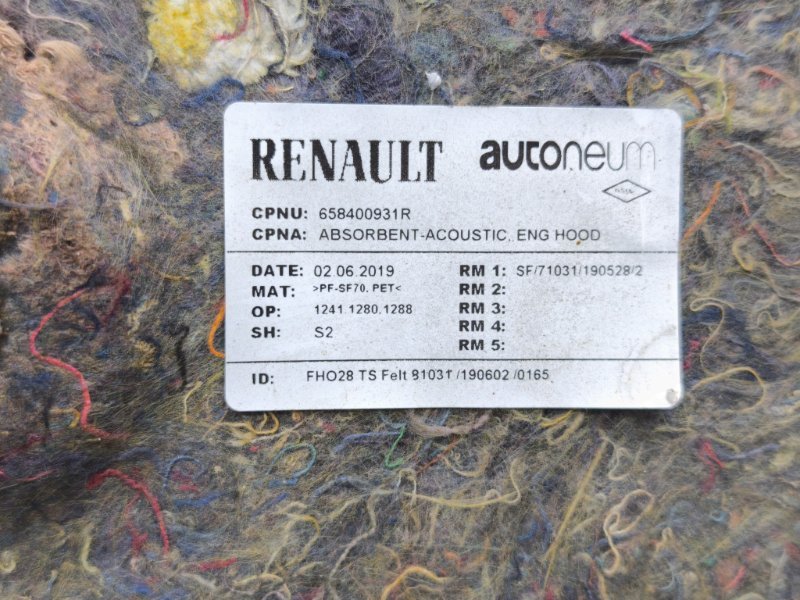 RENAULT autoneum
CPNU: 658400931R
CPNA: ABSORBENT-ACOUSTIC, ENG HOOD
DATE: 02.06.2019 RM 1: SF/71031/190528/2
MAT: >PF-SF70, PET< RM 2:
OP: 1241.1280.1288 RM 3:
SH: S2 RM 4:
RM 5:
ID: FHO28 TS Felt 81031 /190602 /0165